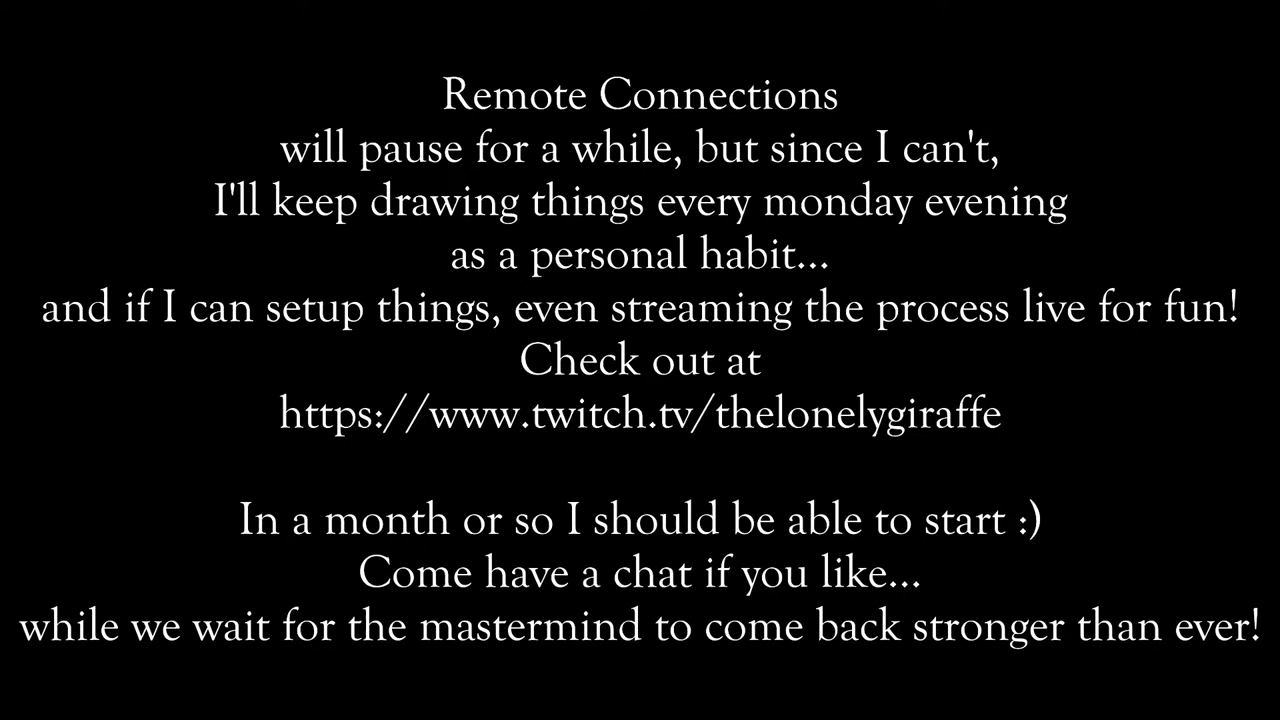 Remote Connections
will pause for a while, but since I can't,
I'll keep drawing things every monday evening
as a personal habit...
and if I can setup things, even streaming the process live for fun!
Check out at
https://www.twitch.tv/thelonelygiraffe
In a month or so I should be able to start :)
Come have a chat if you like...
while we wait for the mastermind to come back stronger than ever!